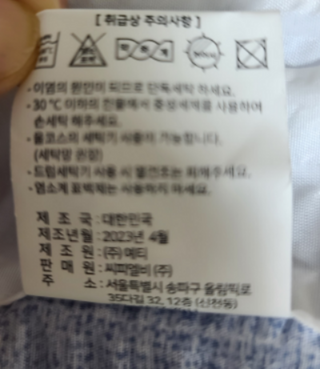 [ 취급상 주의사항 ]
- 이염의 원인이 되므로 단독세탁 하세요.
- 30℃ 이하의 찬물에서 중성세제를 사용하여
손세탁 해주세요.
- 울코스의 세탁기 사용이 가능합니다.
(세탁망 권장)
- 드럼세탁기 사용 시 열건조는 피해주세요.
- 염소계 표백제는 사용하지 마세요.
제 조 국 : 대한민국
제조년월 : 2023년 4월
제 조 원 : (주)메티
판 매 원 : 씨피엘비 (주)
주 소 : 서울특별시 송파구 올림픽로
35다길 32, 12층 (신천동)